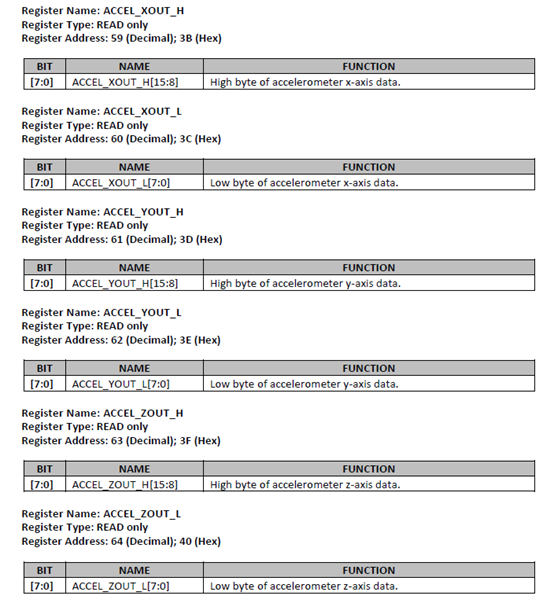 Register Name: ACCEL_XOUT_H
Register Type: READ only
Register Address: 59 (Decimal); 3B (Hex)
BIT NAME FUNCTION
[7:0] ACCEL_XOUT_H[15:8] High byte of accelerometer x-axis data.
Register Name: ACCEL_XOUT_L
Register Type: READ only
Register Address: 60 (Decimal); 3C (Hex)
BIT NAME FUNCTION
[7:0] ACCEL_XOUT_L[7:0] Low byte of accelerometer x-axis data.
Register Name: ACCEL_YOUT_H
Register Type: READ only
Register Address: 61 (Decimal); 3D (Hex)
BIT NAME FUNCTION
[7:0] ACCEL_YOUT_H[15:8] High byte of accelerometer y-axis data.
Register Name: ACCEL_YOUT_L
Register Type: READ only
Register Address: 62 (Decimal); 3E (Hex)
BIT NAME FUNCTION
[7:0] ACCEL_YOUT_L[7:0] Low byte of accelerometer y-axis data.
Register Name: ACCEL_ZOUT_H
Register Type: READ only
Register Address: 63 (Decimal); 3F (Hex)
BIT NAME FUNCTION
[7:0] ACCEL_ZOUT_H[15:8] High byte of accelerometer z-axis data.
Register Name: ACCEL_ZOUT_L
Register Type: READ only
Register Address: 64 (Decimal); 40 (Hex)
BIT NAME FUNCTION
[7:0] ACCEL_ZOUT_L[7:0] Low byte of accelerometer z-axis data.